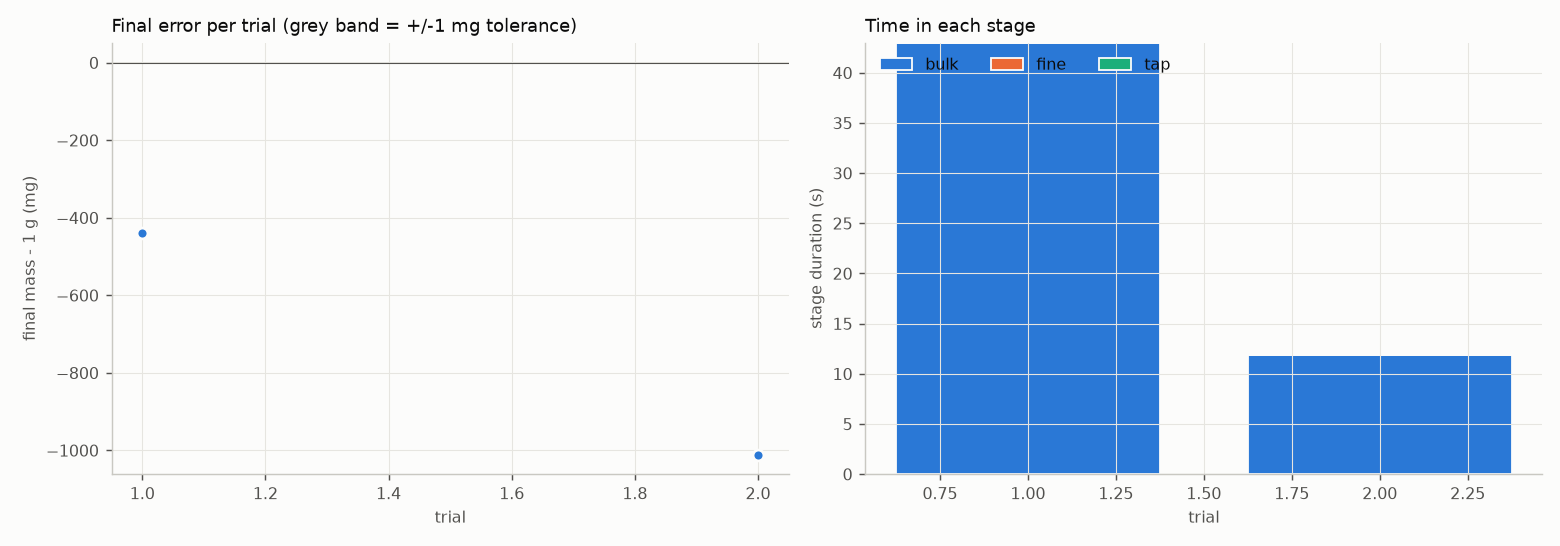 Final error per trial (grey band = +/-1 mg tolerance)
final mass - 1 g (mg)
0
−200
−400
−600
−800
−1000
1.0 1.2 1.4 1.6 1.8 2.0
trial
Time in each stage
bulk fine tap
stage duration (s)
40
35
30
25
20
15
10
5
0
0.75 1.00 1.25 1.50 1.75 2.00 2.25
trial